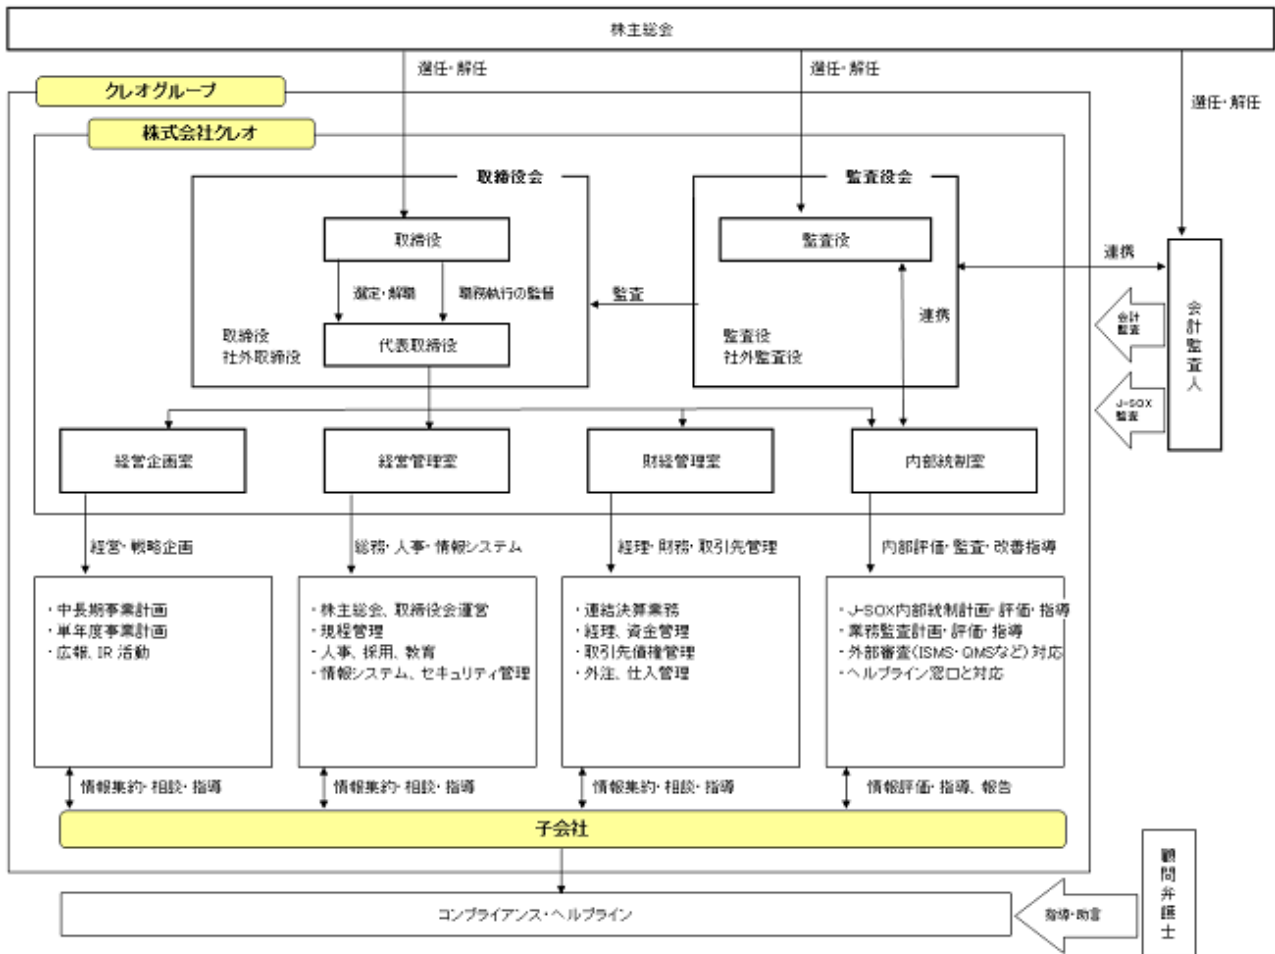 株主総会
選任・解任
選任・解任
選任・解任
クレオグループ
株式会社クレオ
取締役会
監査役会
取締役
監査役
連携
選定・解職
職務執行の監督
監査
連携
会計監査人
会計
監査
取締役
社外取締役
代表取締役
監査役
社外監査役
J-SOX
監査
経営企画室
経営管理室
財経管理室
内部統制室
経営・戦略企画
総務・人事・情報システム
経理・財務・取引先管理
内部評価・監査・改善指導
・中長期事業計画
・単年度事業計画
・広報、IR 活動
・株主総会、取締役会運営
・規程管理
・人事、採用、教育
・情報システム、セキュリティ管理
・連結決算業務
・経理、資金管理
・取引先債権管理
・外注、仕入管理
・J-SOX内部統制計画・評価・指導
・業務監査計画・評価・指導
・外部審査(ISMS・QMSなど)対応
・ヘルプライン窓口と対応
情報集約・相談・指導
情報集約・相談・指導
情報集約・相談・指導
情報評価・指導、報告
子会社
顧問弁護士
コンプライアンス・ヘルプライン
指導・助言